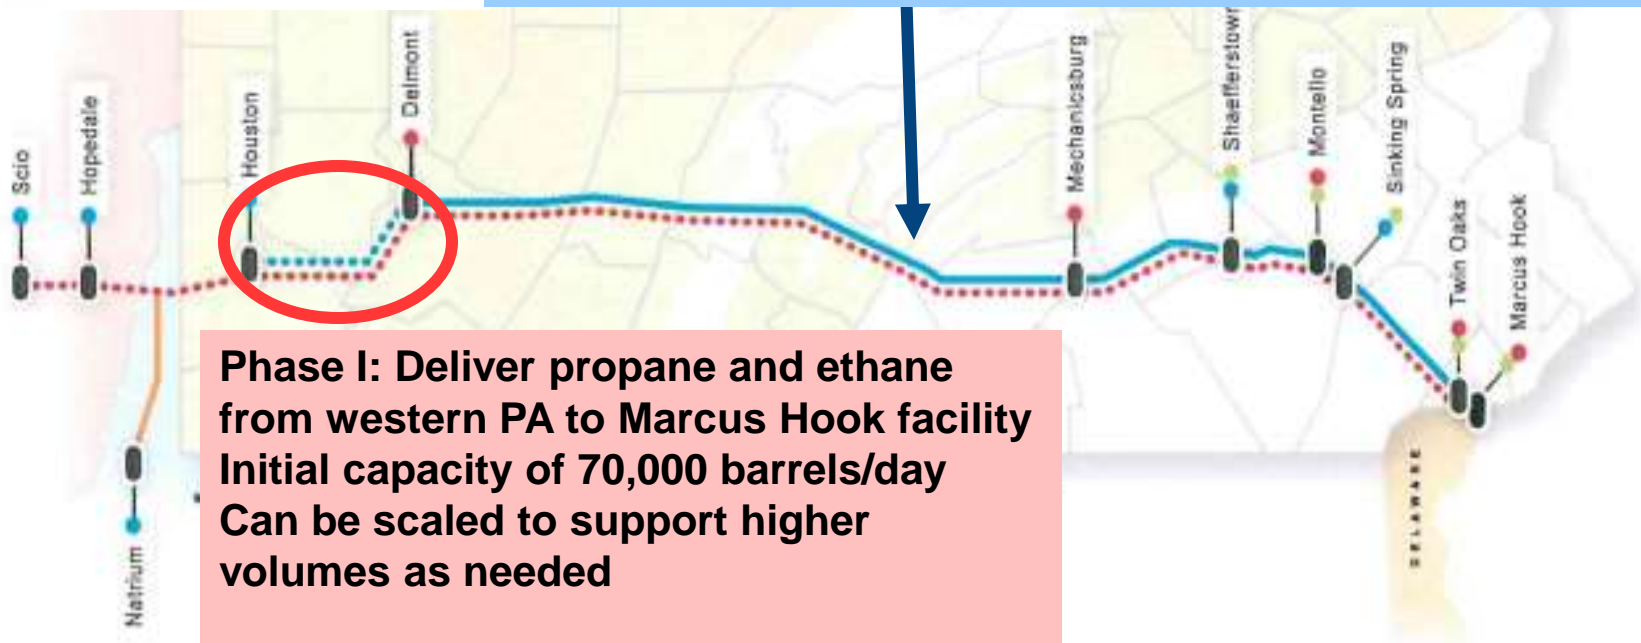 Scio
Hopedale
Houston
Delmont
Mechanicsburg
Shaefferstown
Montello
Sinking Spring
Twin Oaks
Marcus Hook
Natrium
DELAWARE
Phase I: Deliver propane and ethane
from western PA to Marcus Hook facility
Initial capacity of 70,000 barrels/day
Can be scaled to support higher
volumes as needed